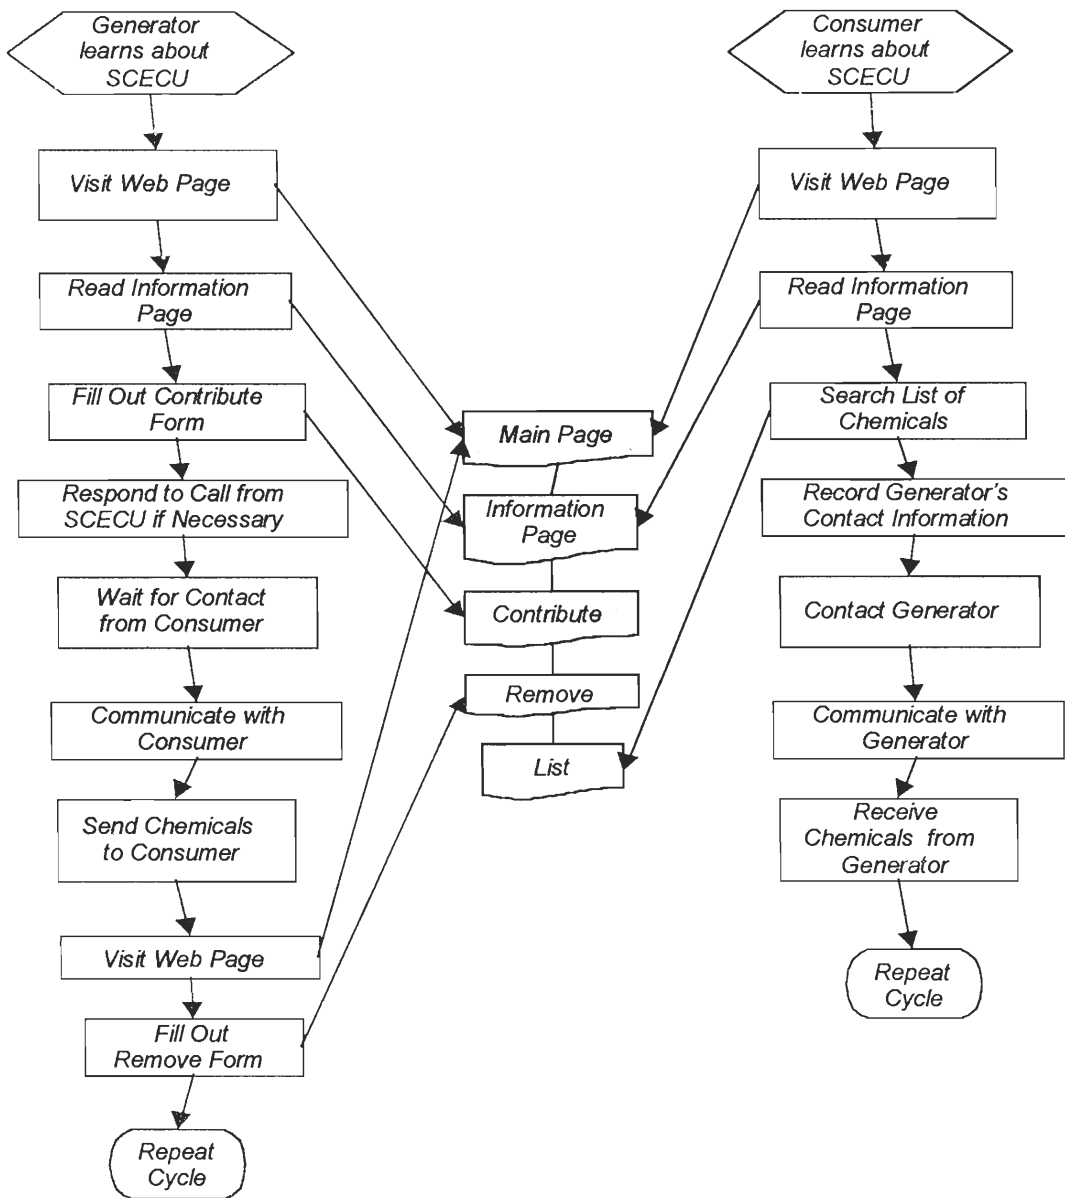 Generator
learns about
SCECU
Visit Web Page
Read Information
Page
Fill Out Contribute
Form
Respond to Call from
SCECU if Necessary
Wait for Contact
from Consumer
Communicate with
Consumer
Send Chemicals
to Consumer
Visit Web Page
Fill Out
Remove Form
Repeat
Cycle
Main Page
Information
Page
Contribute
Remove
List
Consumer
learns about
SCECU
Visit Web Page
Read Information
Page
Search List of
Chemicals
Record Generator's
Contact Information
Contact Generator
Communicate with
Generator
Receive
Chemicals from
Generator
Repeat
Cycle